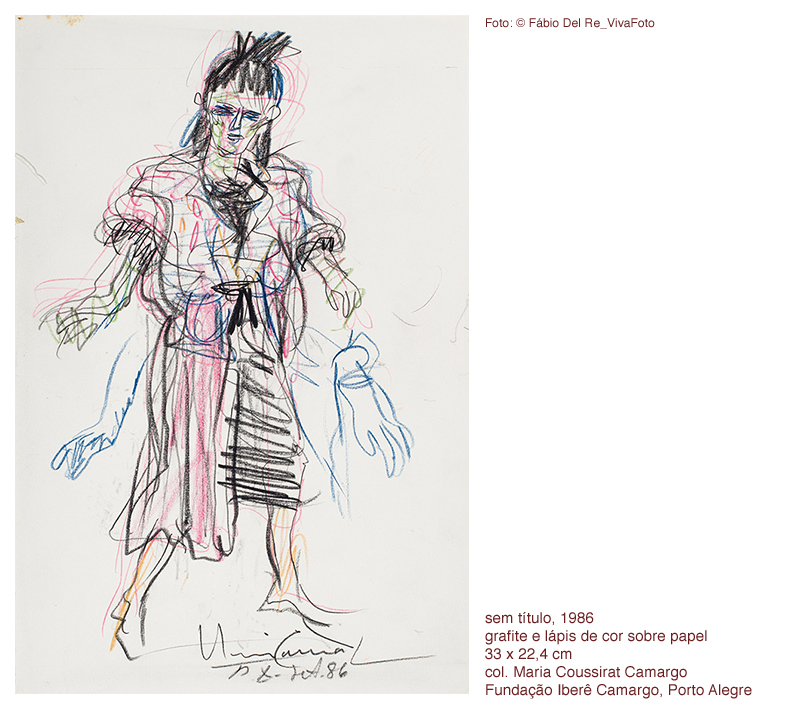 Foto: © Fábio Del Re_VivaFoto
sem título, 1986
grafite e lápis de cor sobre papel
33 x 22,4 cm
col. Maria Coussirat Camargo
Fundação Iberê Camargo, Porto Alegre